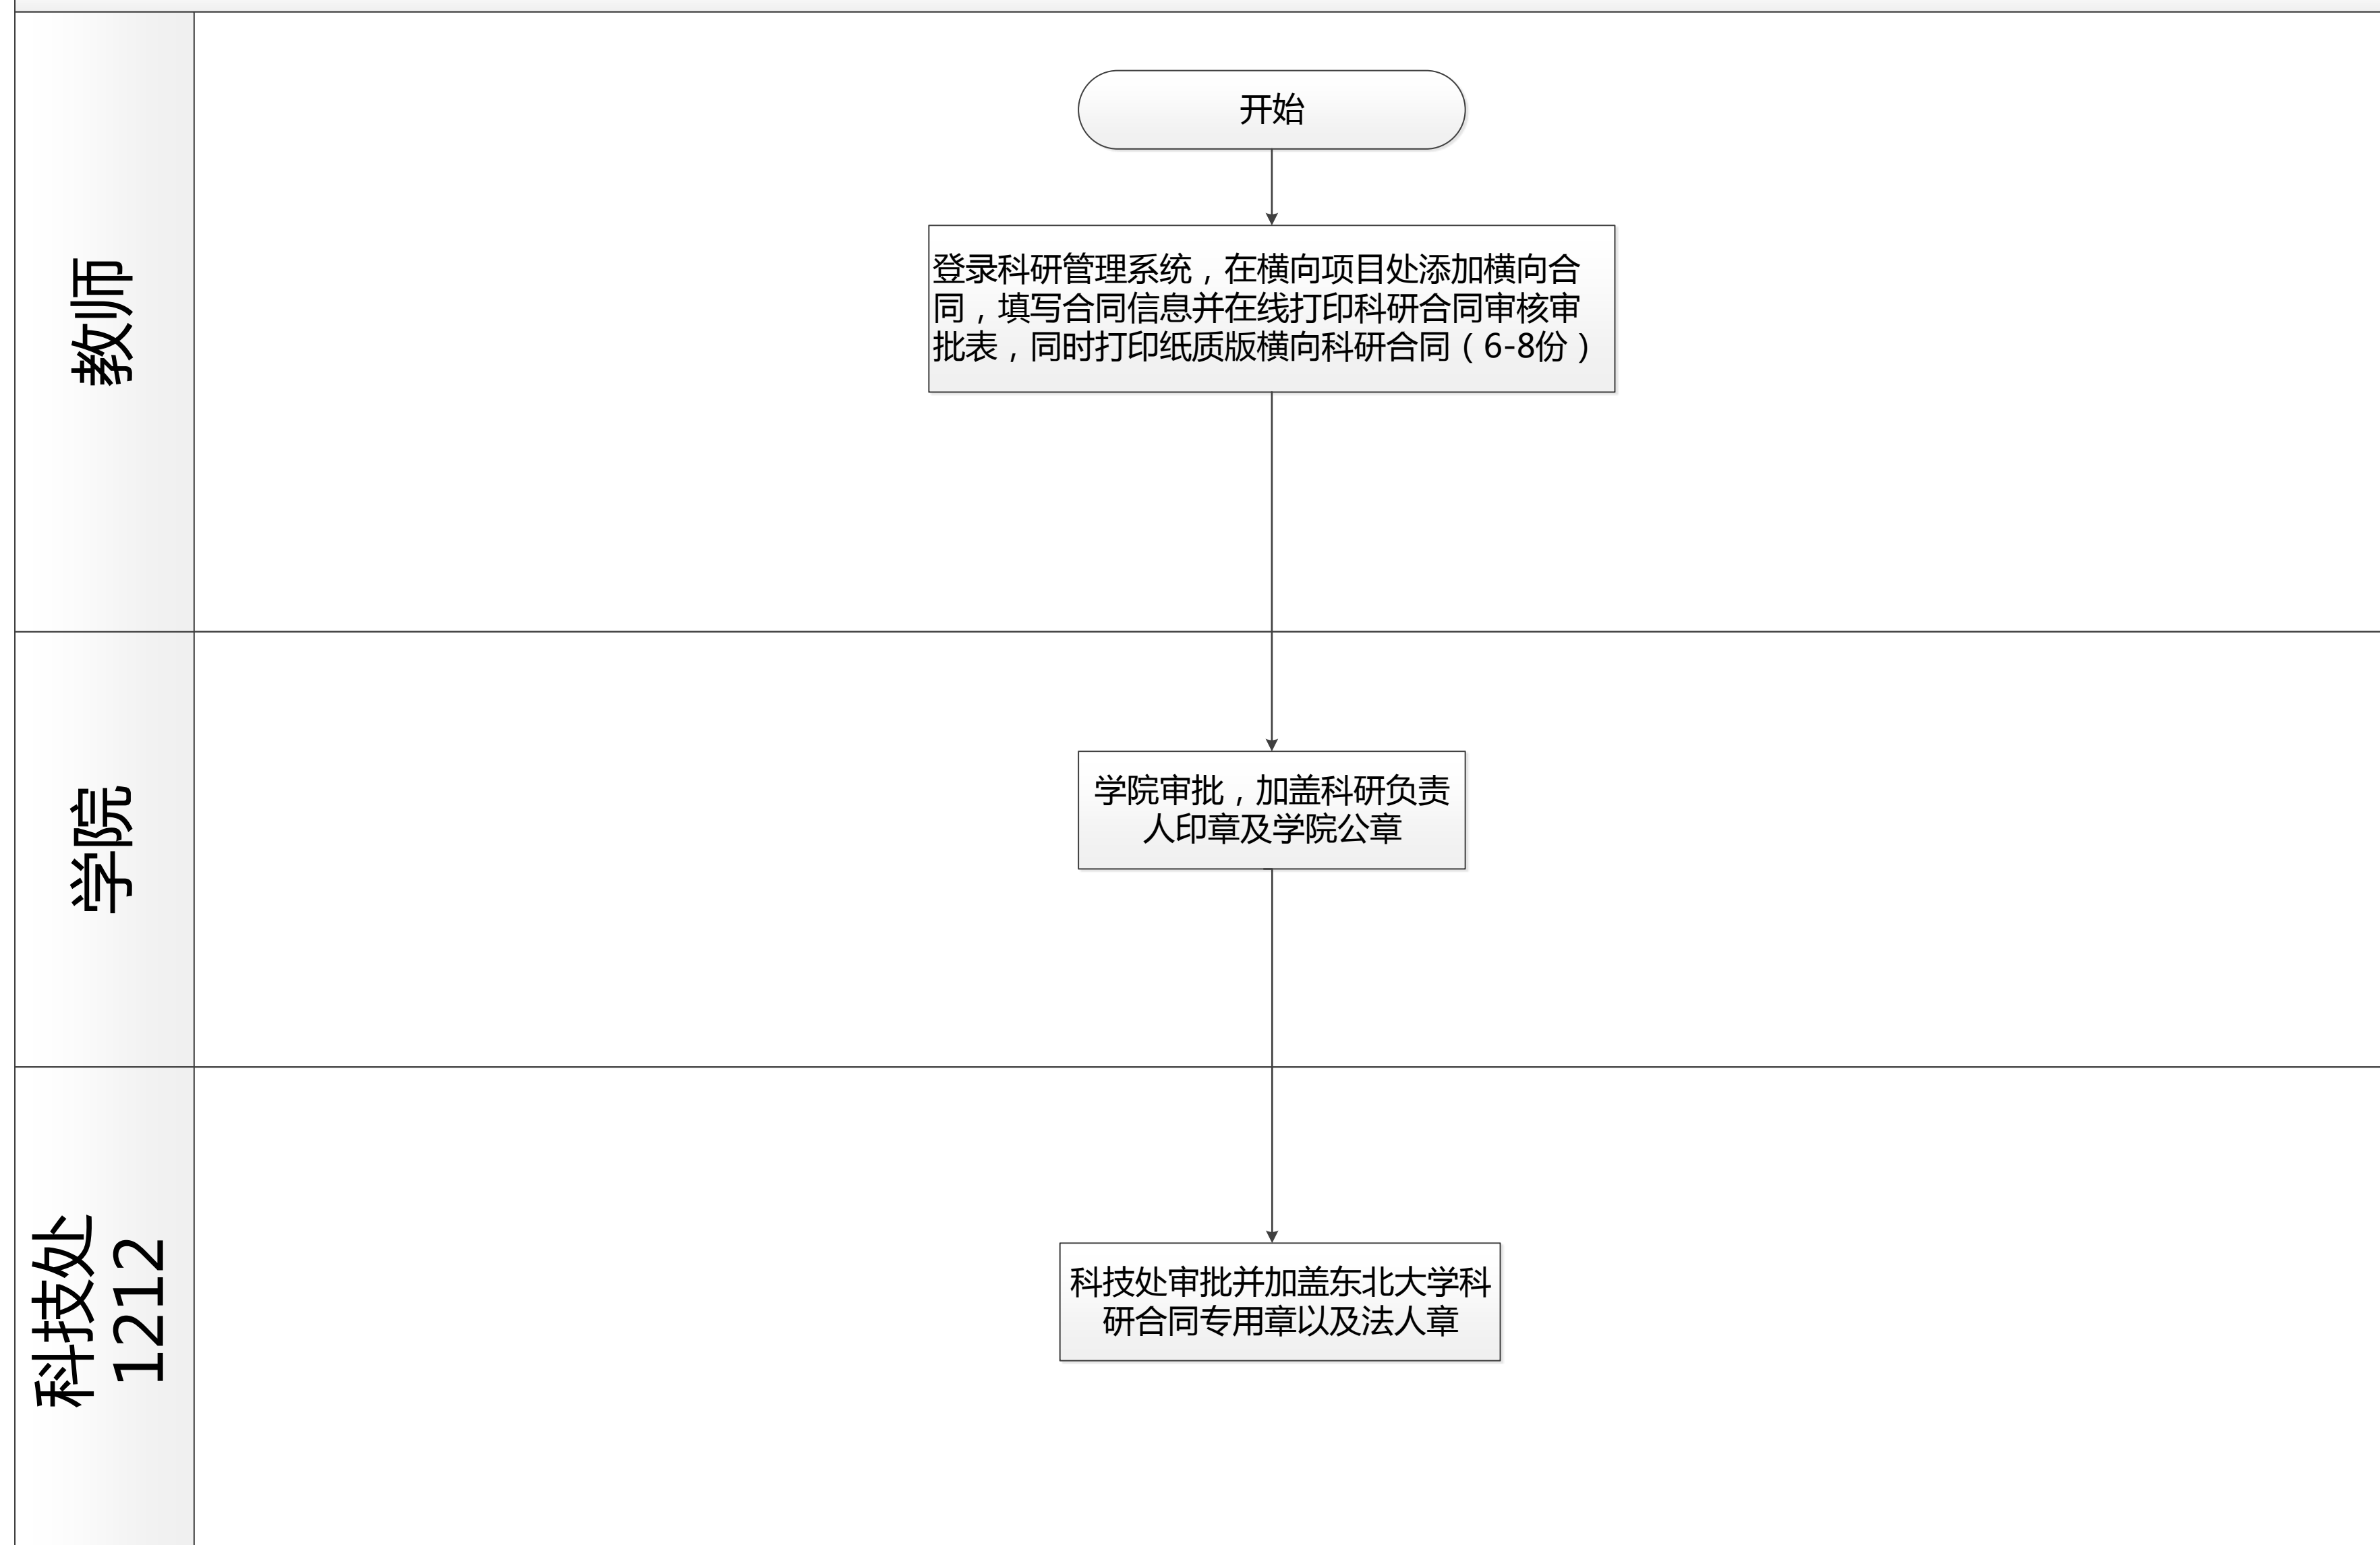 教师
开始
登录科研管理系统，在横向项目处添加横向合
同，填写合同信息并在线打印科研合同审核审
批表，同时打印纸质版横向科研合同（6-8份）
学院
学院审批，加盖科研负责
人印章及学院公章
科技处
1212
科技处审批并加盖东北大学科
研合同专用章以及法人章